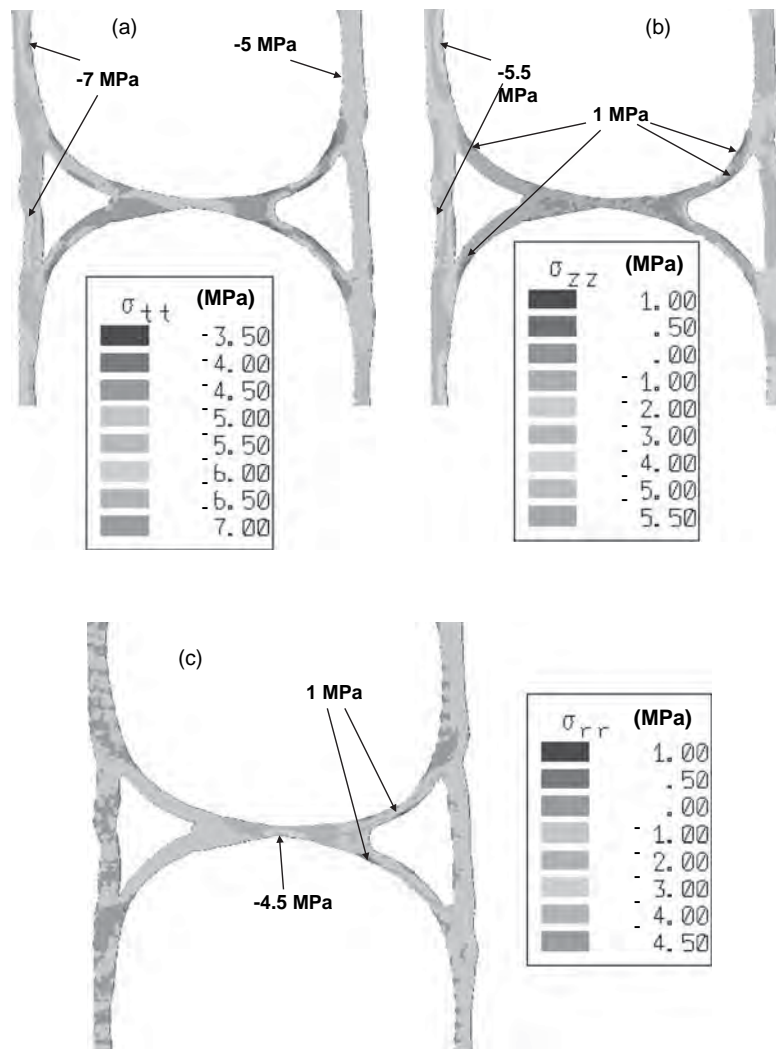 (a)
-5 MPa
-7 MPa
σtt (MPa)
-3.50
-4.00
-4.50
-5.00
-5.50
-6.00
-6.50
-7.00
(b)
-5.5
MPa
1 MPa
σzz (MPa)
1.00
.50
.00
-1.00
-2.00
-3.00
-4.00
-5.00
-5.50
(c)
1 MPa
-4.5 MPa
σrr (MPa)
1.00
.50
.00
-1.00
-2.00
-3.00
-4.00
-4.50